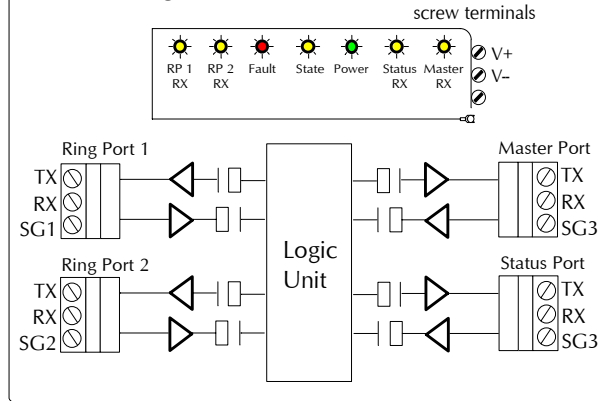 screw terminals
V+
V–
RP 1 RX
RP 2 RX
Fault
State
Power
Status RX
Master RX
Ring Port 1
TX
RX
SG1
Ring Port 2
TX
RX
SG2
Logic
Unit
Master Port
TX
RX
SG3
Status Port
TX
RX
SG3